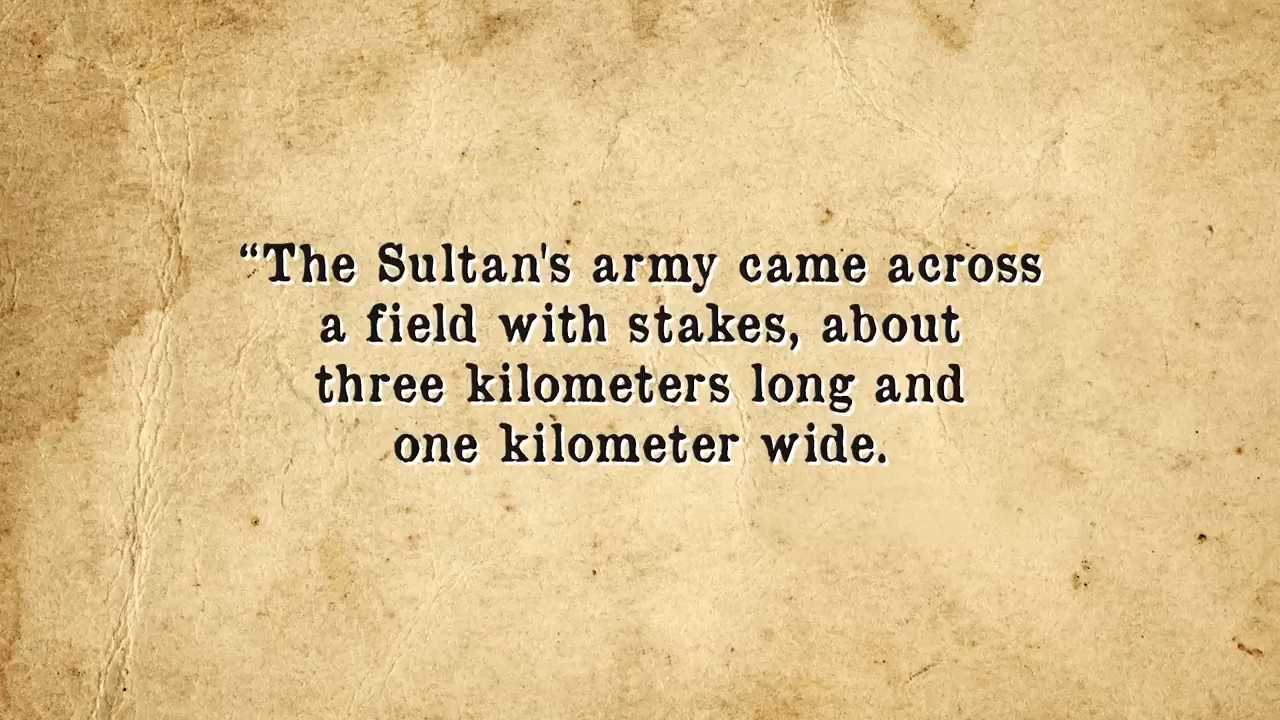 “The Sultan's army came across
a field with stakes, about
three kilometers long and
one kilometer wide.